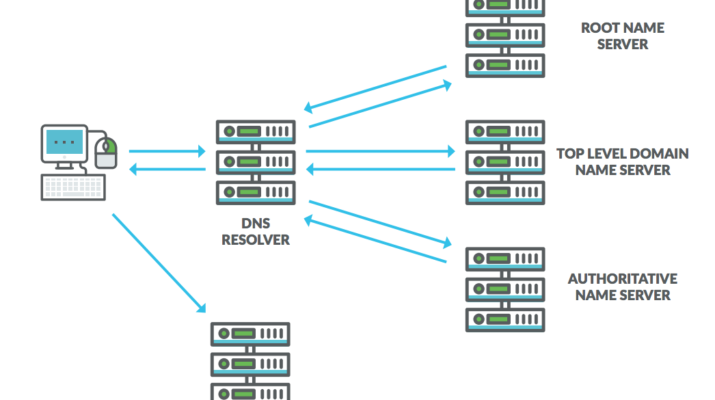 ROOT NAME
SERVER
TOP LEVEL DOMAIN
NAME SERVER
DNS
RESOLVER
AUTHORITATIVE
NAME SERVER